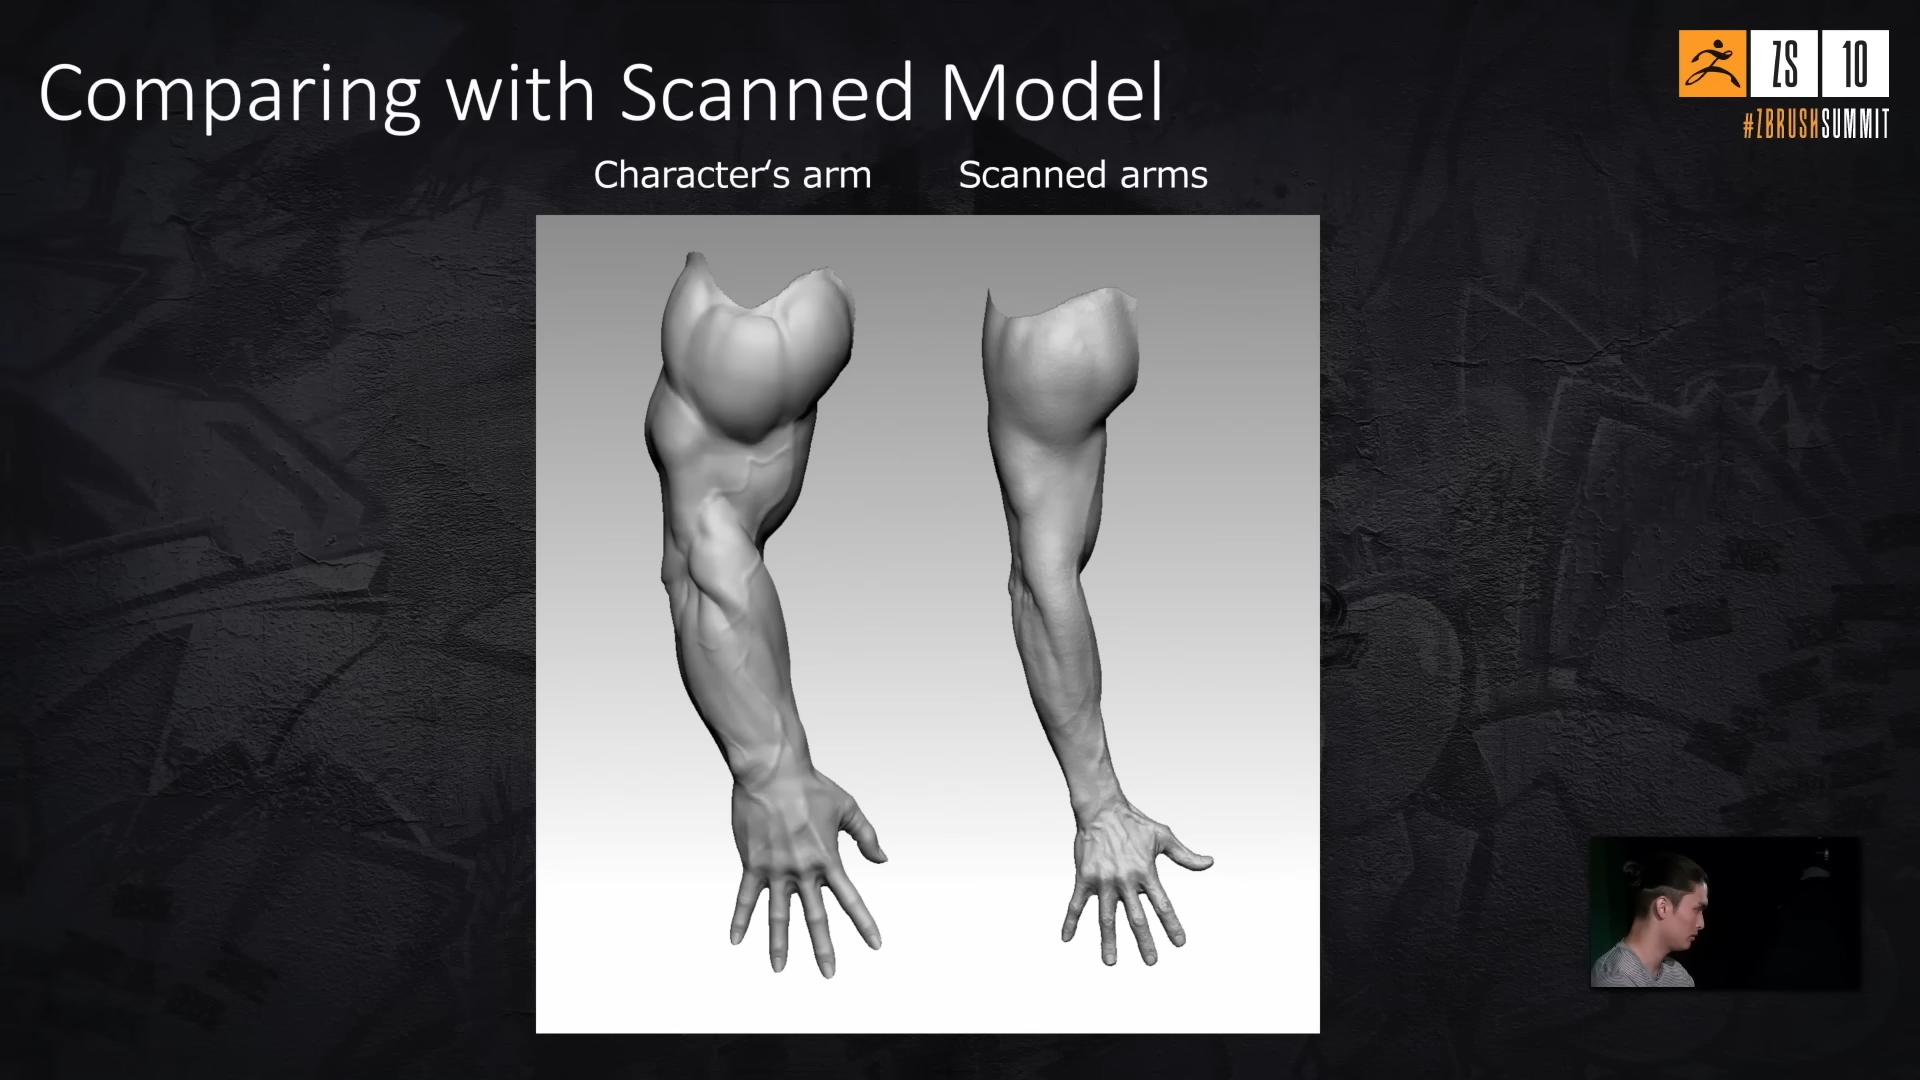 Comparing with Scanned Model
ZS 10
#ZBRUSHSUMMIT
Character‘s arm
Scanned arms